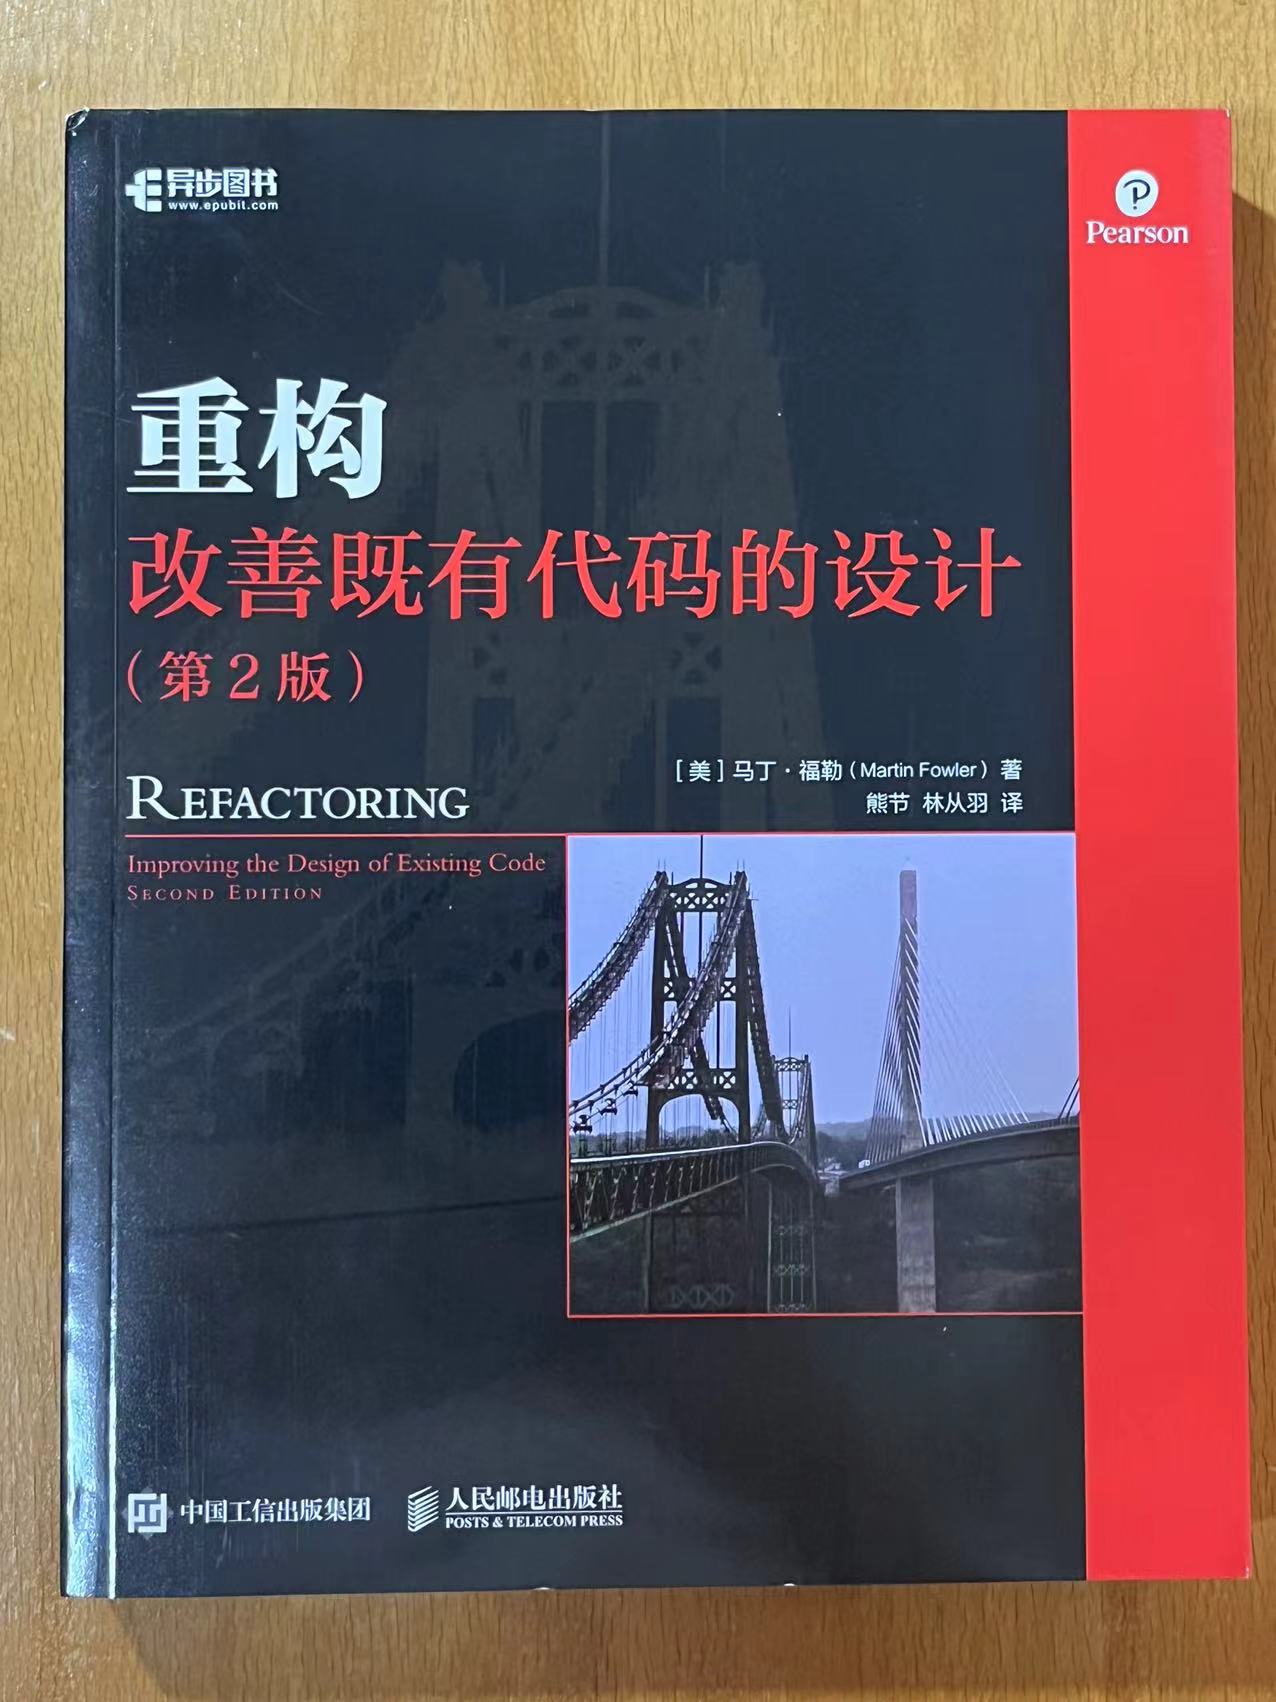 异步图书
www.epubit.com
Pearson
重构
改善既有代码的设计
（第2版）
[美]马丁·福勒（Martin Fowler）著
熊节 林从羽 译
REFACTORING
Improving the Design of Existing Code
SECOND EDITION
中国工信出版集团
人民邮电出版社
POSTS & TELECOM PRESS